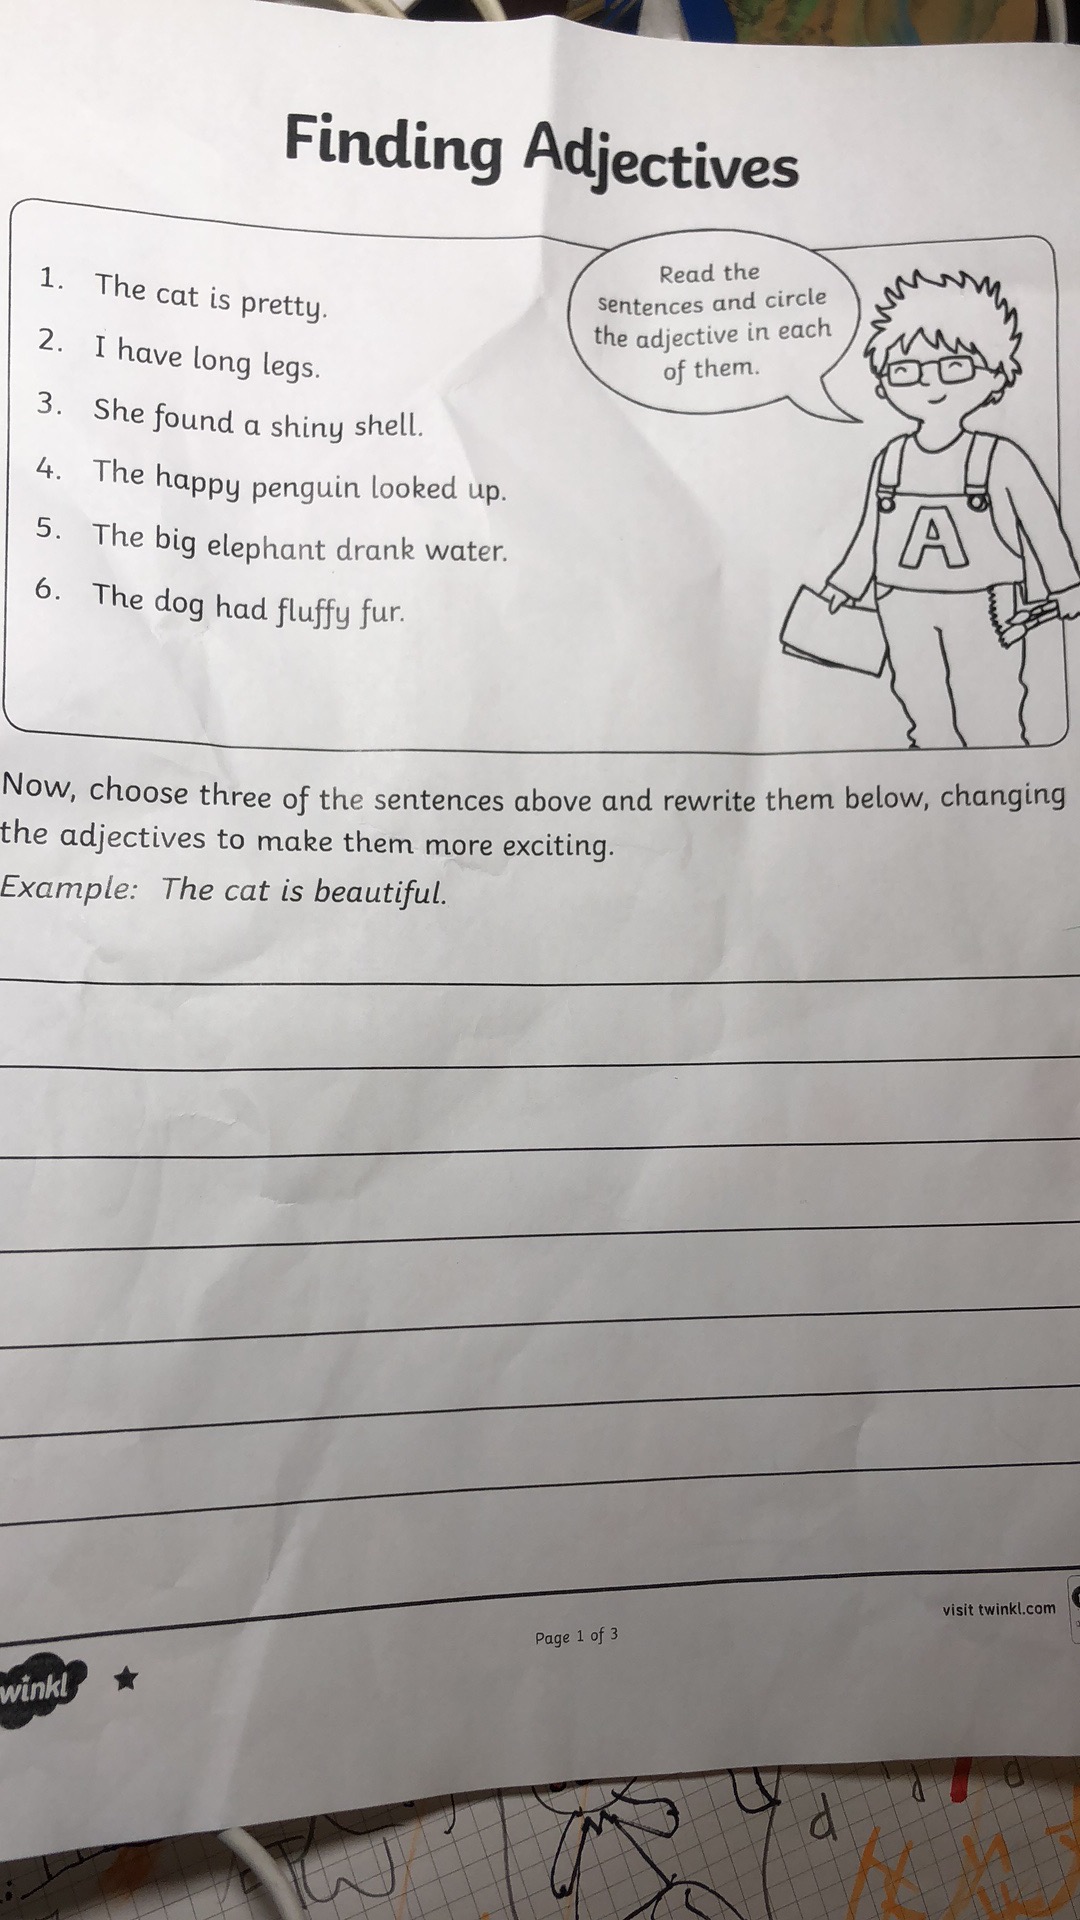 Finding Adjectives
1. The cat is pretty.
2. I have long legs.
3. She found a shiny shell.
4. The happy penguin looked up.
5. The big elephant drank water.
6. The dog had fluffy fur.
Read the
sentences and circle
the adjective in each
of them.
A
Now, choose three of the sentences above and rewrite them below, changing
the adjectives to make them more exciting.
Example: The cat is beautiful.
winkl
Page 1 of 3
visit twinkl.com
d